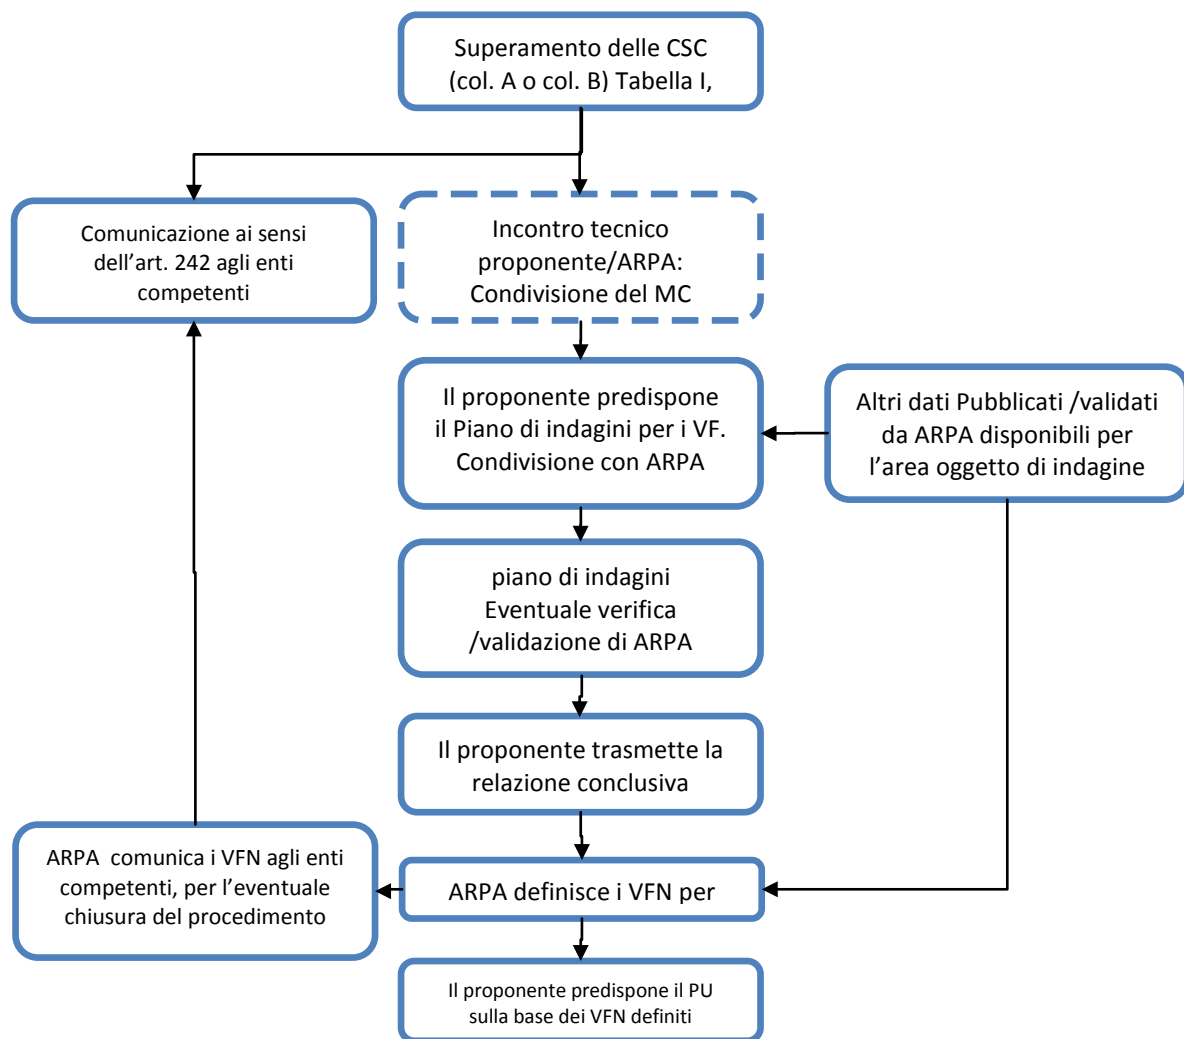 Superamento delle CSC
(col. A o col. B) Tabella I,
Comunicazione ai sensi
dell’art. 242 agli enti
competenti
Incontro tecnico
proponente/ARPA:
Condivisione del MC
Il proponente predispone
il Piano di indagini per i VF.
Condivisione con ARPA
Altri dati Pubblicati /validati
da ARPA disponibili per
l’area oggetto di indagine
piano di indagini
Eventuale verifica
/validazione di ARPA
Il proponente trasmette la
relazione conclusiva
ARPA  comunica i VFN agli enti
competenti, per l’eventuale
chiusura del procedimento
ARPA definisce i VFN per
Il proponente predispone il PU
sulla base dei VFN definiti